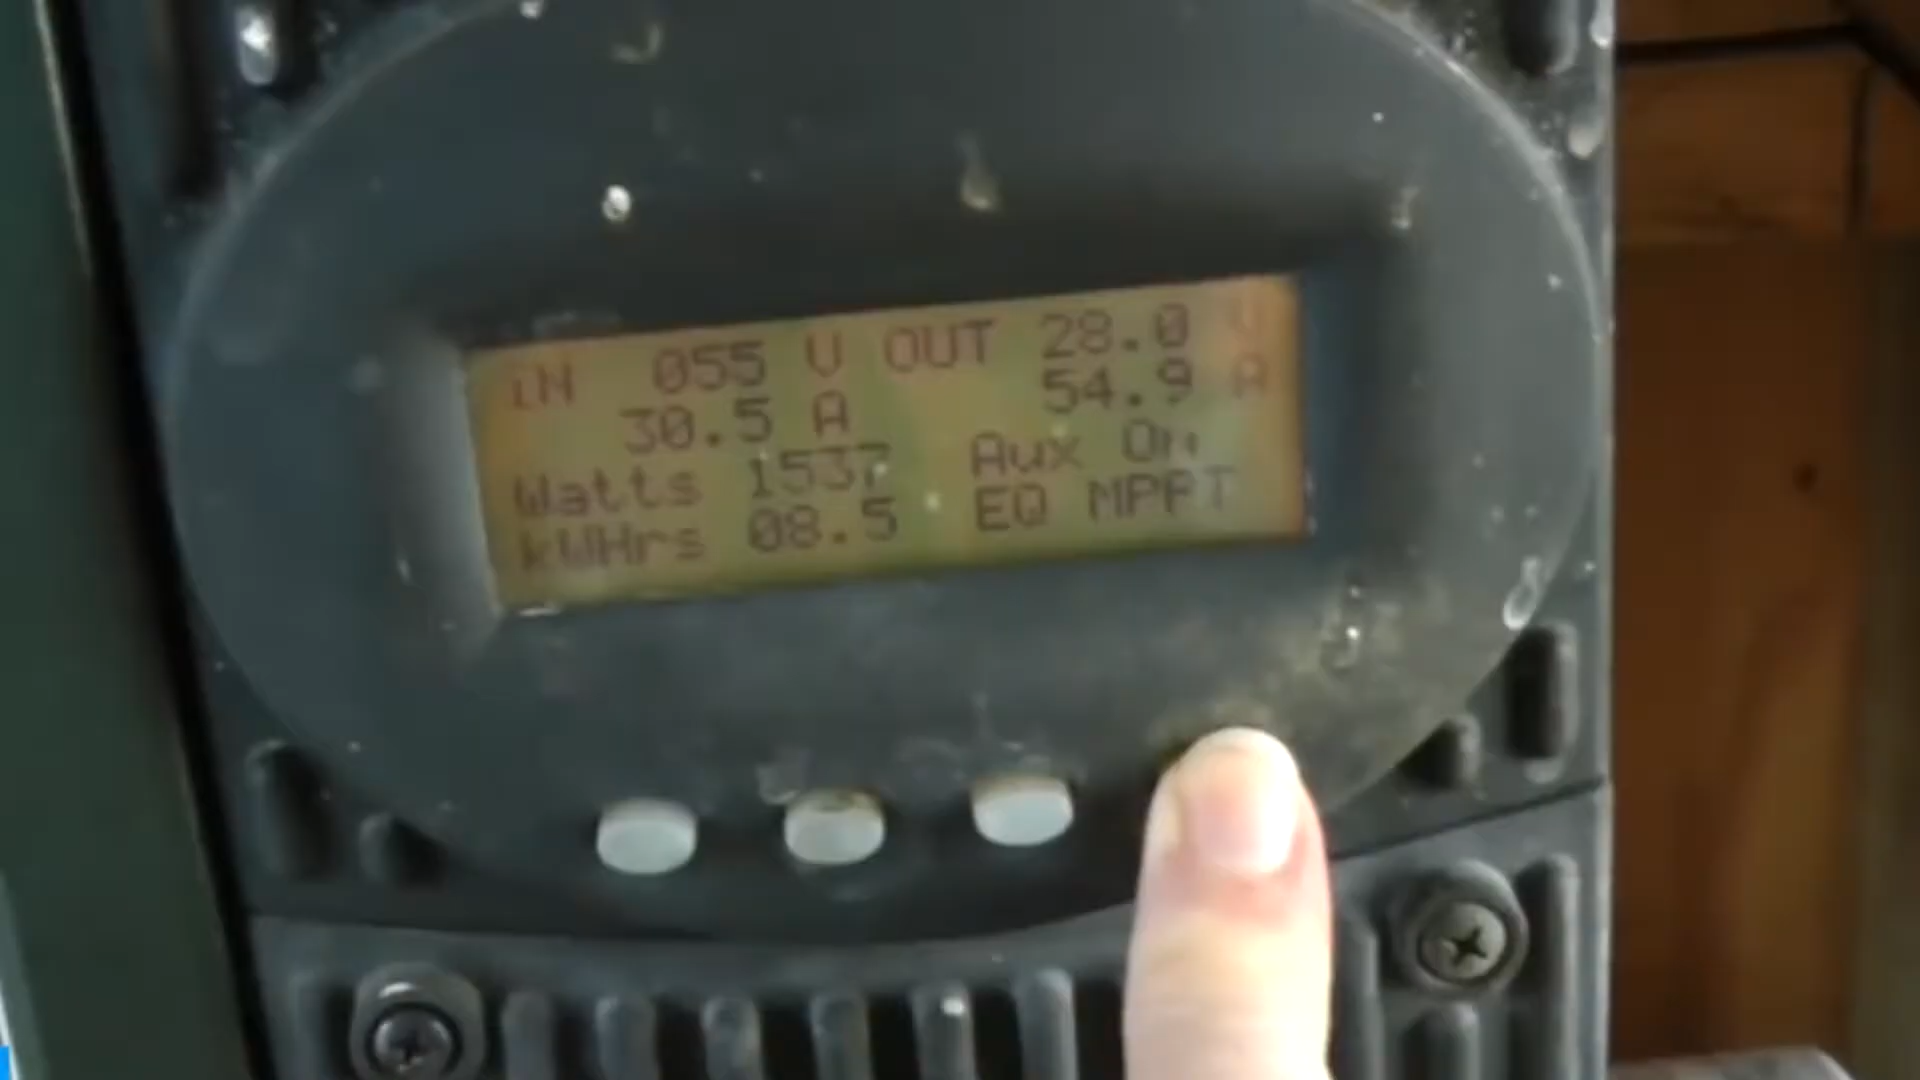 IN 055 V OUT 28.0 V
30.5 A 54.9 A
Watts 1537 Aux On
kWHrs 08.5 EQ MPPT